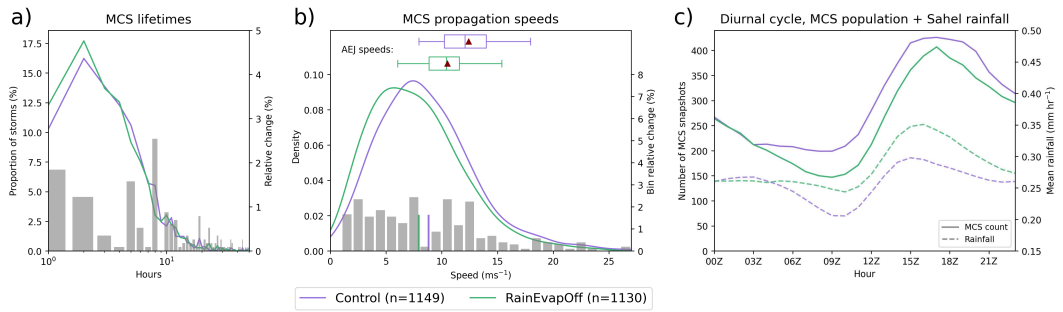 a)
MCS lifetimes
17.5
15.0
12.5
10.0
7.5
5.0
2.5
0.0
Proportion of storms (%)
10⁰
10¹
Hours
5
4
3
2
1
0
Relative change (%)
b)
MCS propagation speeds
AEJ speeds:
0.10
0.08
0.06
0.04
0.02
0.00
Density
0
5
10
15
20
25
Speed (ms⁻¹)
8
7
6
5
4
3
2
1
0
Bin relative change (%)
Control (n=1149)
RainEvapOff (n=1130)
c)
Diurnal cycle, MCS population + Sahel rainfall
400
350
300
250
200
150
100
50
0
Number of MCS snapshots
00Z
03Z
06Z
09Z
12Z
15Z
18Z
21Z
Hour
0.50
0.45
0.40
0.35
0.30
0.25
0.20
0.15
Mean rainfall (mm hr⁻¹)
MCS count
Rainfall